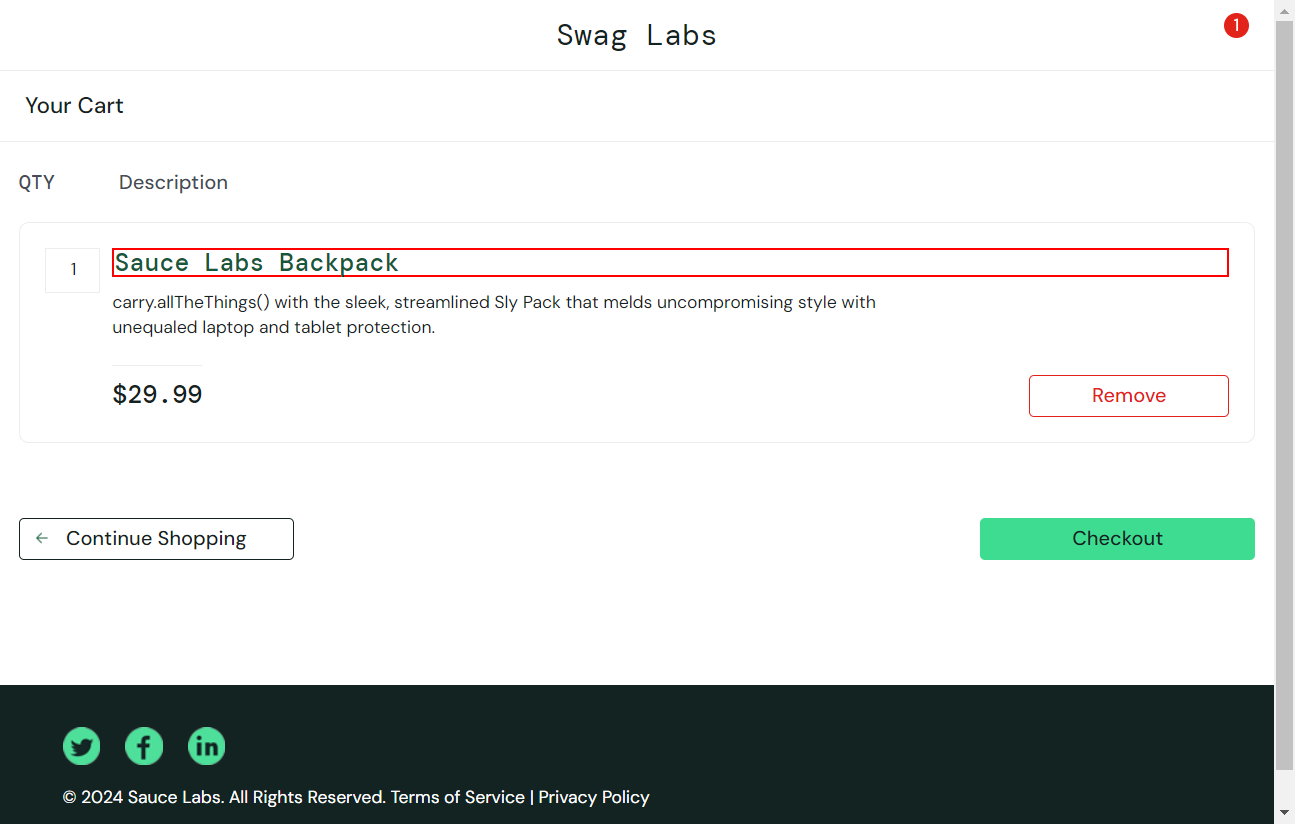 Swag Labs
1
Your Cart
QTY Description
1
Sauce Labs Backpack
carry.allTheThings() with the sleek, streamlined Sly Pack that melds uncompromising style with
unequaled laptop and tablet protection.
$29.99
Remove
Continue Shopping
Checkout
© 2024 Sauce Labs. All Rights Reserved. Terms of Service | Privacy Policy